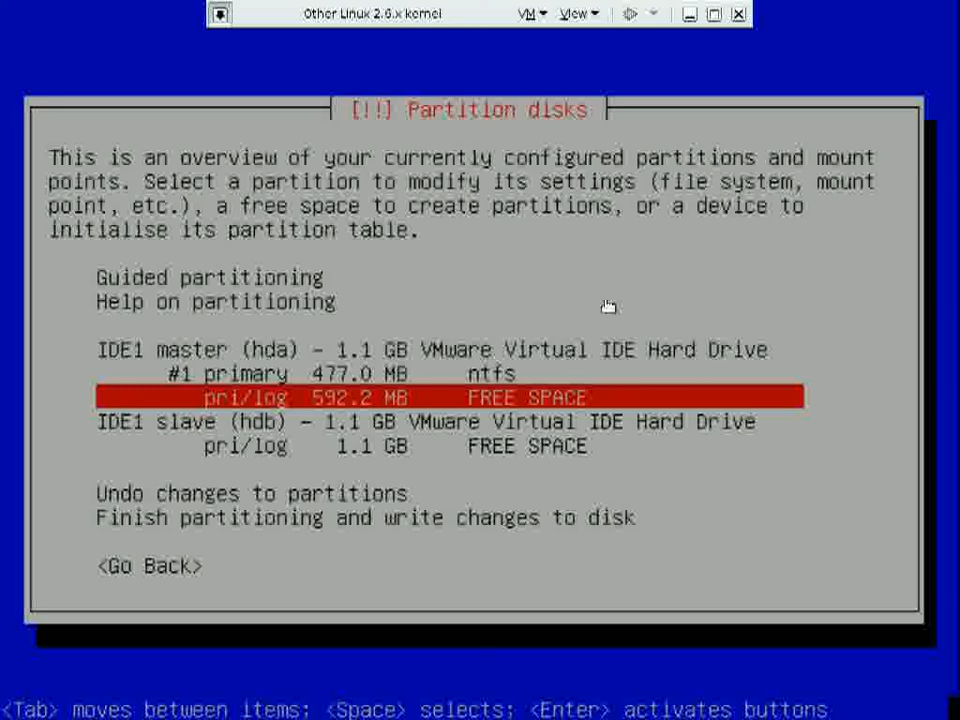 Other Linux 2.6.x kernel VM View
[!!] Partition disks
This is an overview of your currently configured partitions and mount
points. Select a partition to modify its settings (file system, mount
point, etc.), a free space to create partitions, or a device to
initialise its partition table.
Guided partitioning
Help on partitioning
IDE1 master (hda) - 1.1 GB VMware Virtual IDE Hard Drive
#1 primary 477.0 MB ntfs
pri/log 592.2 MB FREE SPACE
IDE1 slave (hdb) - 1.1 GB VMware Virtual IDE Hard Drive
pri/log 1.1 GB FREE SPACE
Undo changes to partitions
Finish partitioning and write changes to disk
<Go Back>
<Tab> moves between items; <Space> selects; <Enter> activates buttons